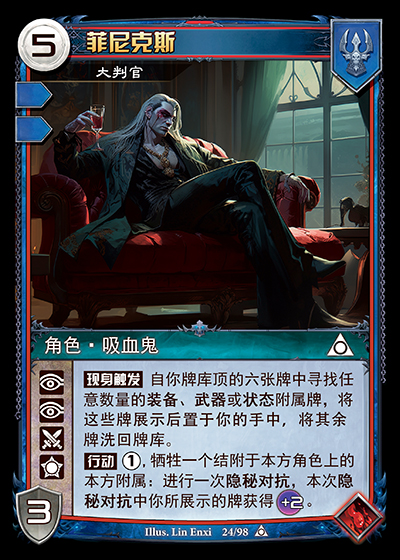 5
菲尼克斯
大判官
角色·吸血鬼
现身触发 自你牌库顶的六张牌中寻找任
意数量的装备、武器或状态附属牌，将
这些牌展示后置于你的手中，将其余
牌洗回牌库。
行动 ①，牺牲一个结附于本方角色上的
本方附属：进行一次隐秘对抗，本次隐
秘对抗中你所展示的牌获得 +2 。
3
Illus. Lin Enxi 24/98